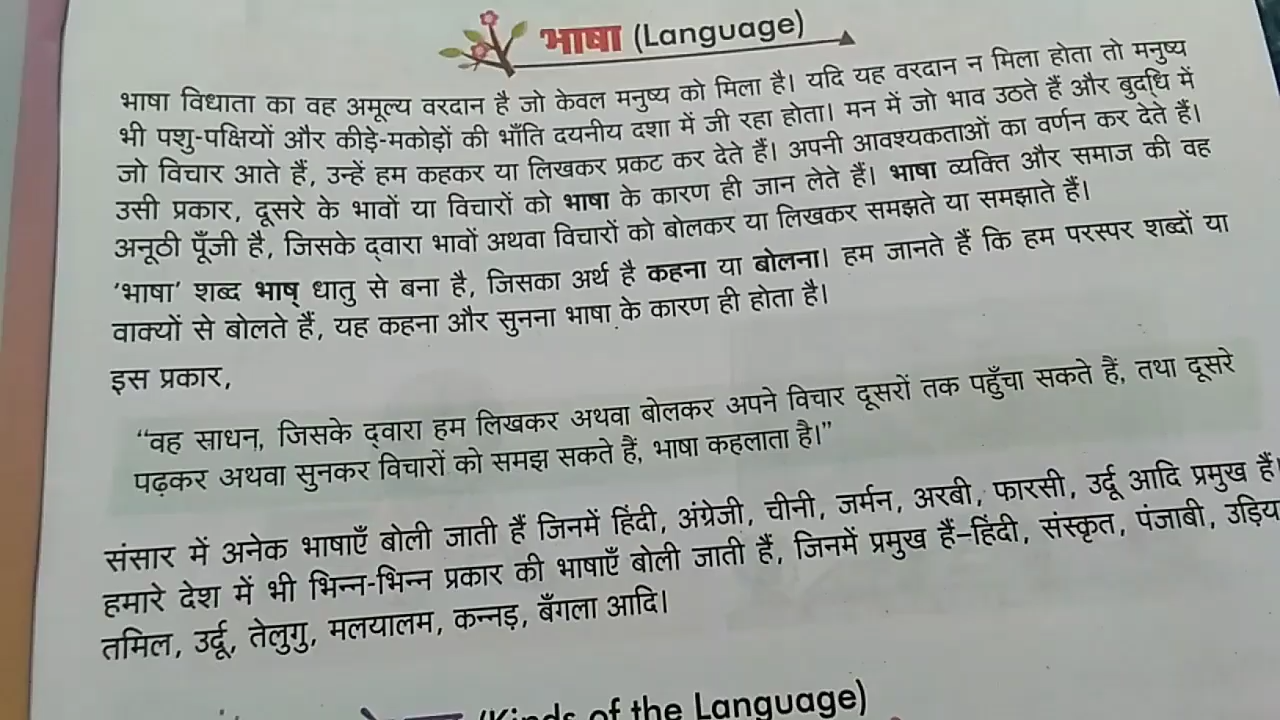 भाषा (Language)
भाषा विधाता का वह अमूल्य वरदान है जो केवल मनुष्य को मिला है। यदि यह वरदान न मिला होता तो मनुष्य
भी पशु-पक्षियों और कीड़े-मकोड़ों की भाँति दयनीय दशा में जी रहा होता। मन में जो भाव उठते हैं और बुद्धि में
जो विचार आते हैं, उन्हें हम कहकर या लिखकर प्रकट कर देते हैं। अपनी आवश्यकताओं का वर्णन कर देते हैं।
उसी प्रकार, दूसरे के भावों या विचारों को भाषा के कारण ही जान लेते हैं। भाषा व्यक्ति और समाज की वह
अनूठी पूँजी है, जिसके द्वारा भावों अथवा विचारों को बोलकर या लिखकर समझते या समझाते हैं।
'भाषा' शब्द भाष् धातु से बना है, जिसका अर्थ है कहना या बोलना। हम जानते हैं कि हम परस्पर शब्दों या
वाक्यों से बोलते हैं, यह कहना और सुनना भाषा के कारण ही होता है।
इस प्रकार,
"वह साधन, जिसके द्वारा हम लिखकर अथवा बोलकर अपने विचार दूसरों तक पहुँचा सकते हैं, तथा दूसरे
पढ़कर अथवा सुनकर विचारों को समझ सकते हैं, भाषा कहलाता है।"
संसार में अनेक भाषाएँ बोली जाती हैं जिनमें हिंदी, अंग्रेजी, चीनी, जर्मन, अरबी, फारसी, उर्दू आदि प्रमुख हैं।
हमारे देश में भी भिन्न-भिन्न प्रकार की भाषाएँ बोली जाती हैं, जिनमें प्रमुख हैं–हिंदी, संस्कृत, पंजाबी, उड़िय
तमिल, उर्दू, तेलुगु, मलयालम, कन्नड़, बँगला आदि।
(Kinds of the Language)